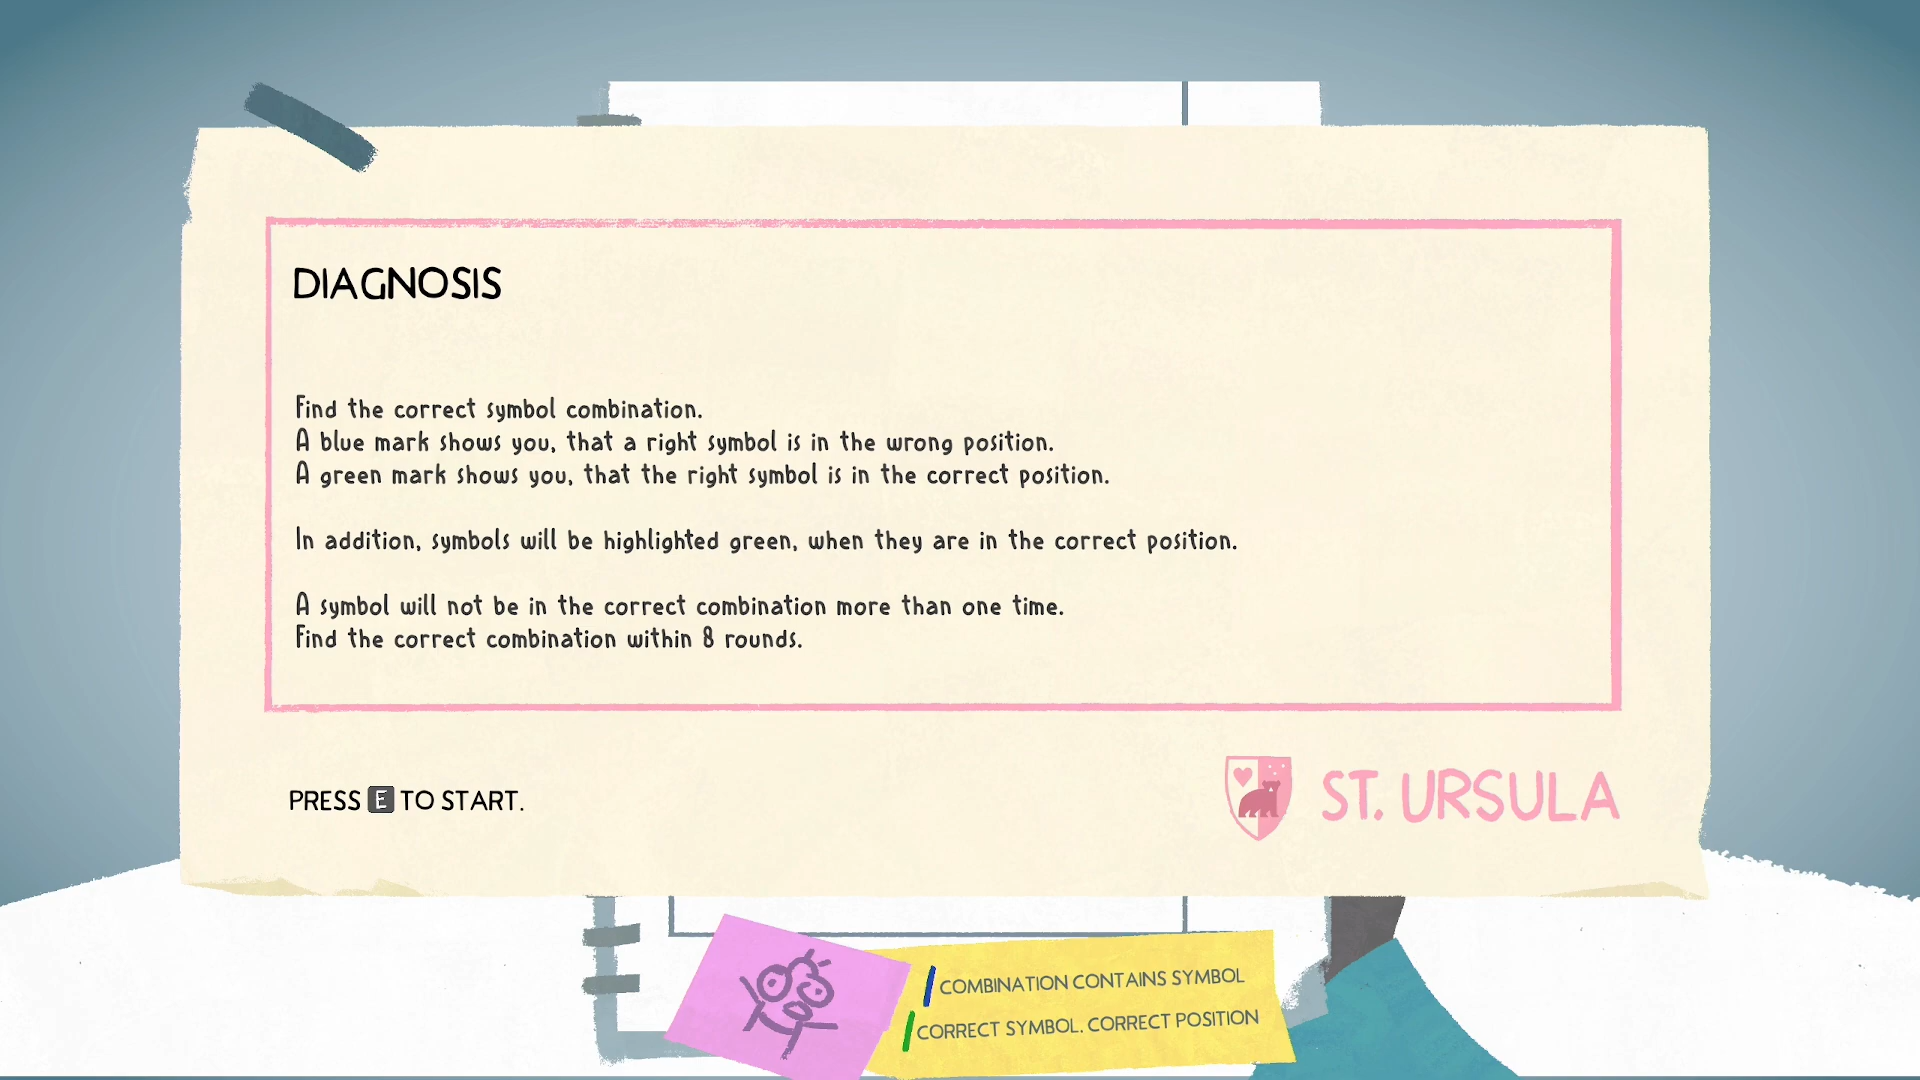 DIAGNOSIS
Find the correct symbol combination.
A blue mark shows you, that a right symbol is in the wrong position.
A green mark shows you, that the right symbol is in the correct position.
In addition, symbols will be highlighted green, when they are in the correct position.
A symbol will not be in the correct combination more than one time.
Find the correct combination within 8 rounds.
PRESS E TO START.
ST. URSULA
COMBINATION CONTAINS SYMBOL
CORRECT SYMBOL. CORRECT POSITION